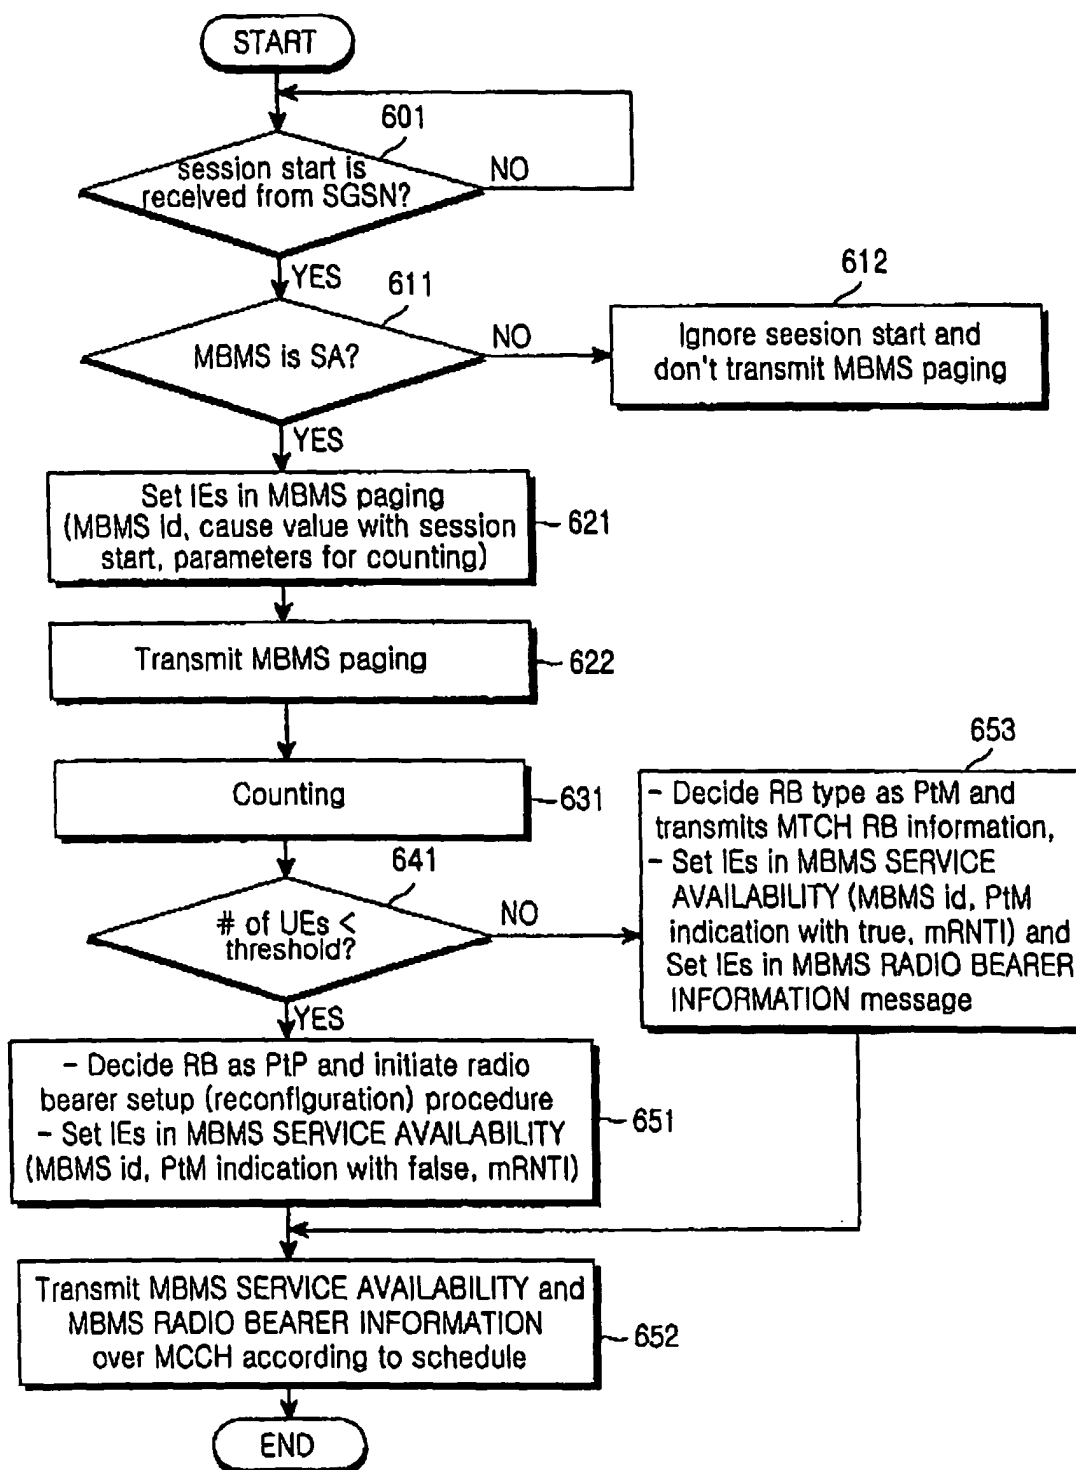 START
601
session start is
received from SGSN?
NO
YES
611
MBMS is SA?
NO
612
Ignore seesion start and
don't transmit MBMS paging
YES
Set IEs in MBMS paging
(MBMS id, cause value with session
start, parameters for counting)
621
Transmit MBMS paging
622
Counting
631
641
# of UEs <
threshold?
NO
653
- Decide RB type as PtM and
transmits MTCH RB information,
- Set IEs in MBMS SERVICE
AVAILABILITY (MBMS id, PtM
indication with true, mRNTI) and
Set IEs in MBMS RADIO BEARER
INFORMATION message
YES
- Decide RB as PtP and initiate radio
bearer setup (reconfiguration) procedure
- Set IEs in MBMS SERVICE AVAILABILITY
(MBMS id, PtM indication with false, mRNTI)
651
Transmit MBMS SERVICE AVAILABILITY and
MBMS RADIO BEARER INFORMATION
over MCCH according to schedule
652
END